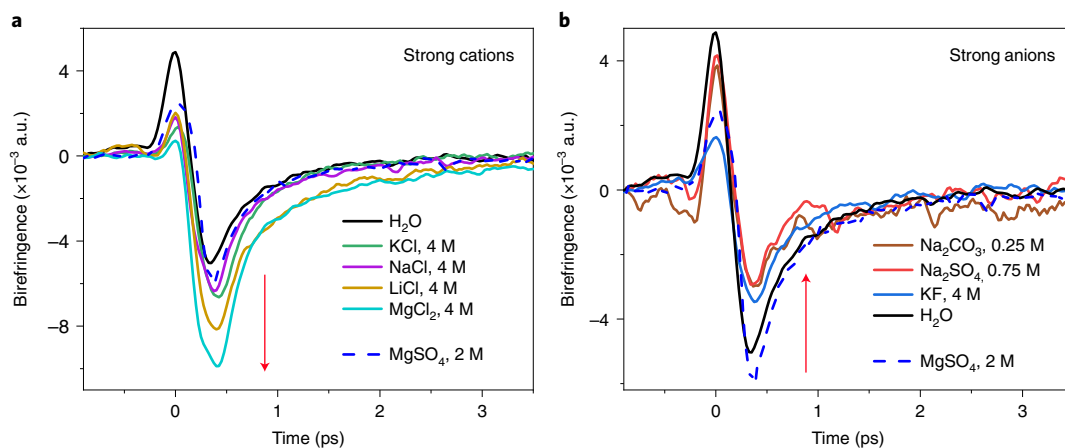 a
Strong cations
Birefringence (×10⁻³ a.u.)
4
0
−4
−8
H₂O
KCl, 4 M
NaCl, 4 M
LiCl, 4 M
MgCl₂, 4 M
MgSO₄, 2 M
0
1
2
3
Time (ps)
b
Strong anions
Birefringence (×10⁻³ a.u.)
4
0
−4
Na₂CO₃, 0.25 M
Na₂SO₄, 0.75 M
KF, 4 M
H₂O
MgSO₄, 2 M
0
1
2
3
Time (ps)